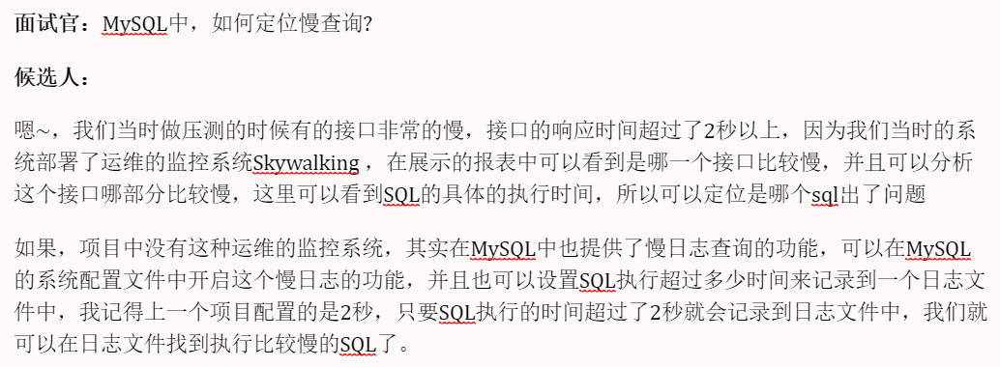 面试官：MySQL中，如何定位慢查询?
候选人：
嗯~，我们当时做压测的时候有的接口非常的慢，接口的响应时间超过了2秒以上，因为我们当时的系
统部署了运维的监控系统Skywalking ，在展示的报表中可以看到是哪一个接口比较慢，并且可以分析
这个接口哪部分比较慢，这里可以看到SQL的具体的执行时间，所以可以定位是哪个sql出了问题
如果，项目中没有这种运维的监控系统，其实在MySQL中也提供了慢日志查询的功能，可以在MySQL
的系统配置文件中开启这个慢日志的功能，并且也可以设置SQL执行超过多少时间来记录到一个日志文
件中，我记得上一个项目配置的是2秒，只要SQL执行的时间超过了2秒就会记录到日志文件中，我们就
可以在日志文件找到执行比较慢的SQL了。